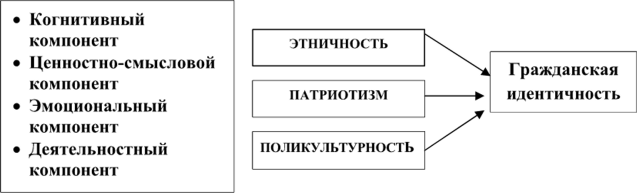 • Когнитивный
компонент
• Ценностно-смысловой
компонент
• Эмоциональный
компонент
• Деятельностный
компонент
ЭТНИЧНОСТЬ
ПАТРИОТИЗМ
ПОЛИКУЛЬТУРНОСТЬ
Гражданская
идентичность